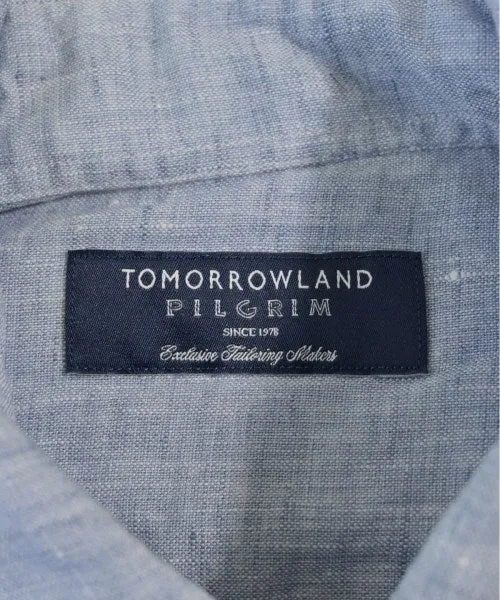 TOMORROWLAND
PILGRIM
SINCE 1978
Exclusive Tailoring Makers